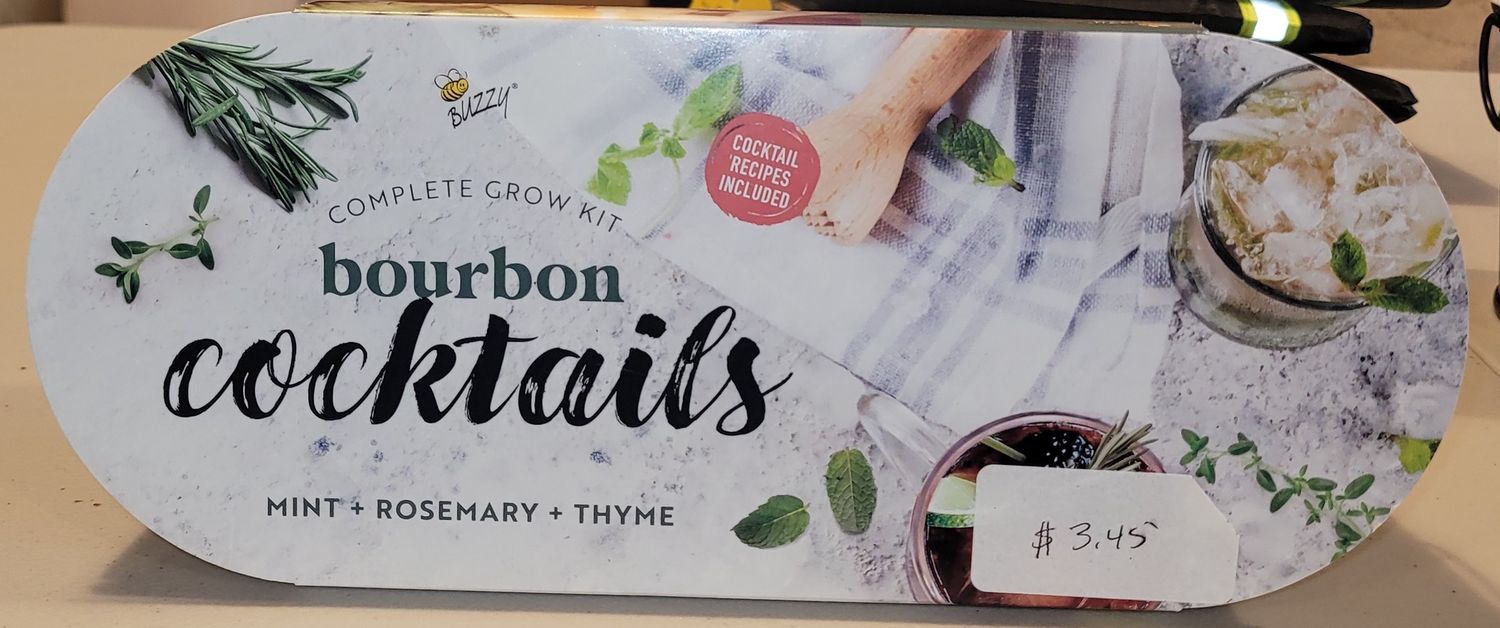 BUZZY®
COCKTAIL
RECIPES
INCLUDED
COMPLETE GROW KIT
bourbon
cocktails
MINT + ROSEMARY + THYME
$ 3.45